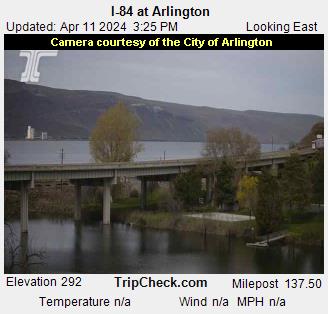 I-84 at Arlington
Updated: Apr 11 2024 3:25 PM Looking East
Camera courtesy of the City of Arlington
Elevation 292 TripCheck.com Milepost 137.50
Temperature n/a Wind n/a MPH n/a